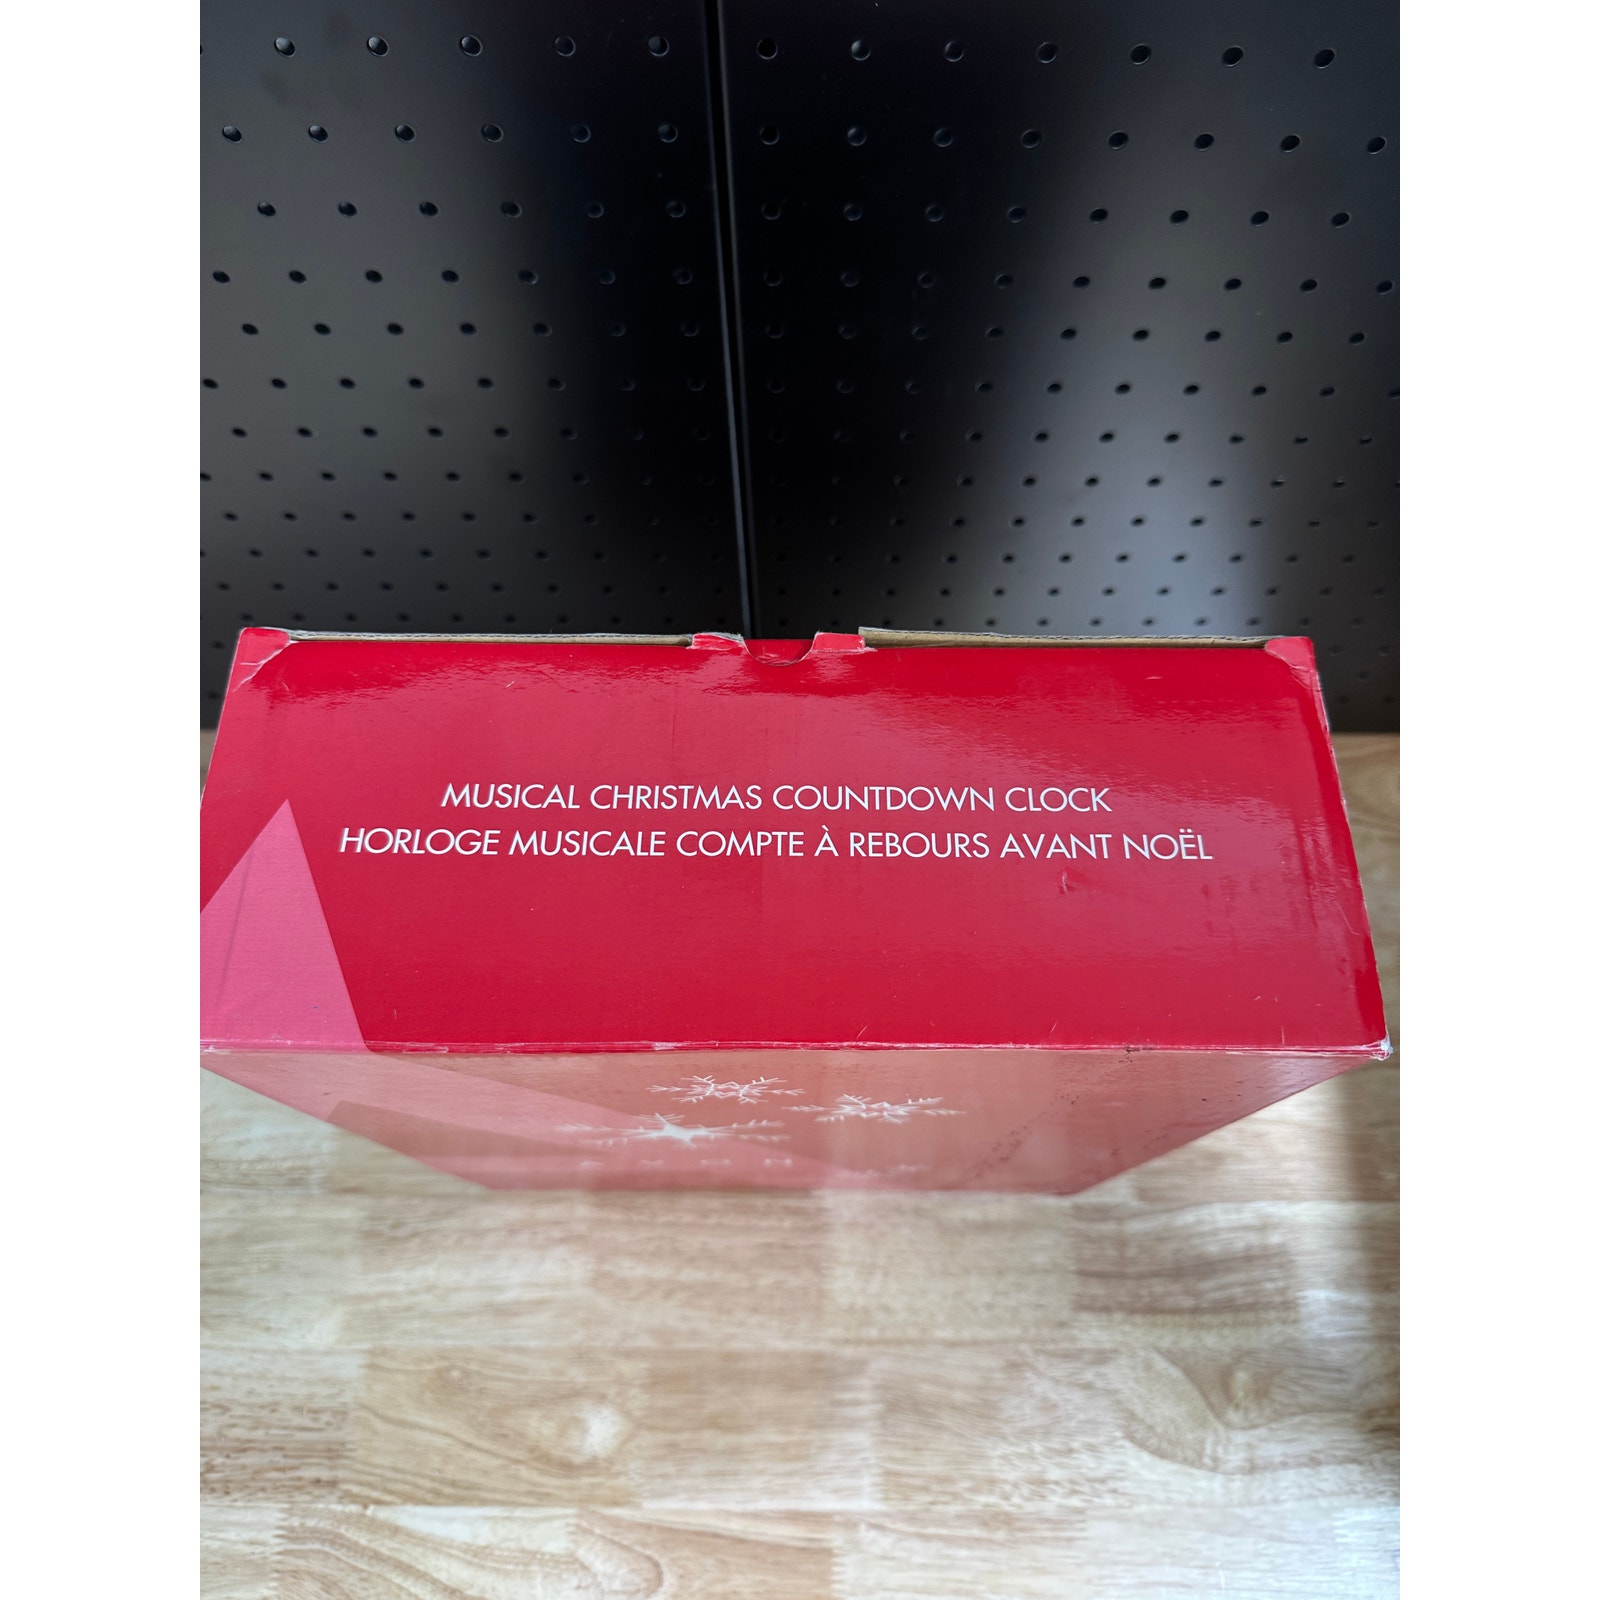 MUSICAL CHRISTMAS COUNTDOWN CLOCK
HORLOGE MUSICALE COMPTE À REBOURS AVANT NOËL